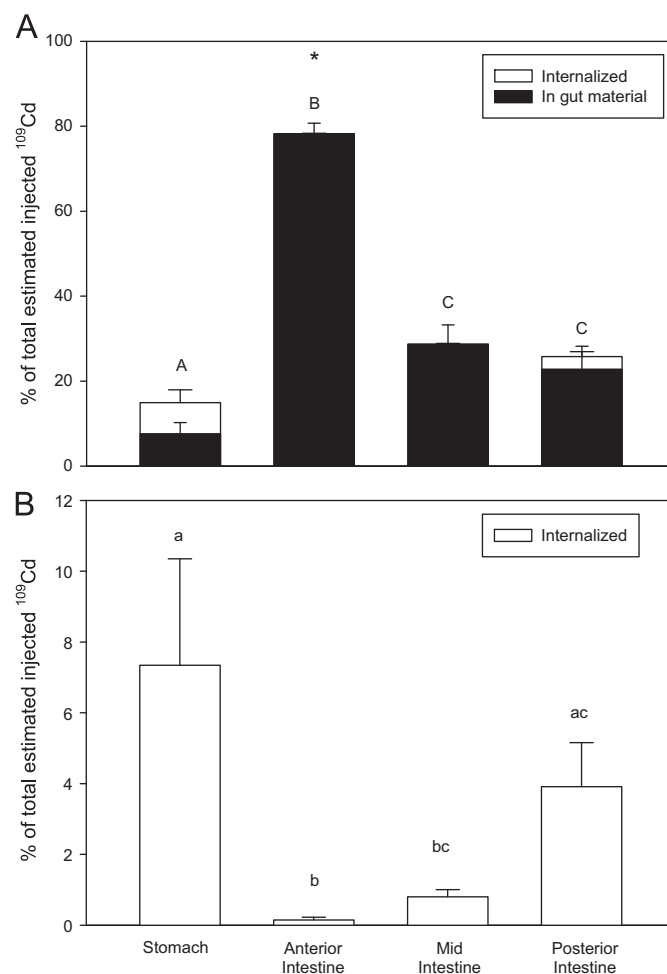 A
% of total estimated injected ¹⁰⁹Cd
100
80
60
40
20
0
*
A
B
C
C
Internalized
In gut material
B
% of total estimated injected ¹⁰⁹Cd
12
10
8
6
4
2
0
a
b
bc
ac
Internalized
Stomach
Anterior
Intestine
Mid
Intestine
Posterior
Intestine